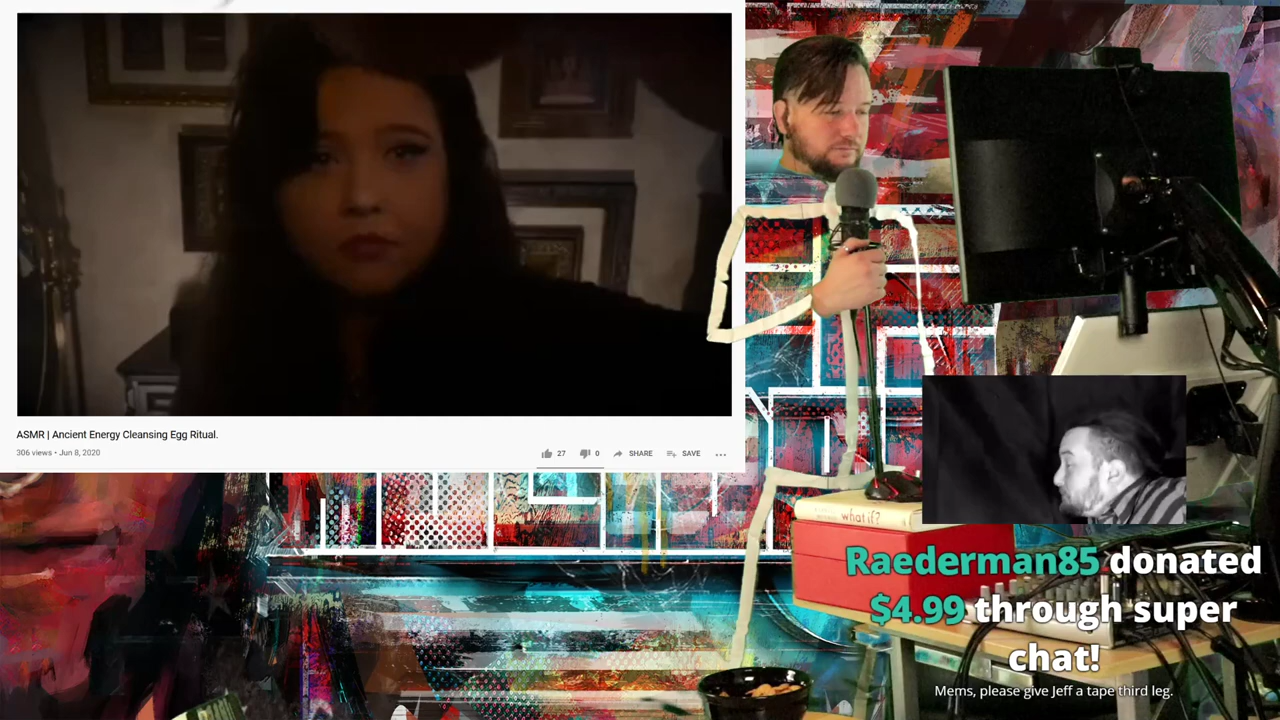 ASMR | Ancient Energy Cleansing Egg Ritual.
306 views • Jun 8, 2020
27
0
SHARE
SAVE
what if?
Raederman85 donated
$4.99 through super
chat!
Mems, please give Jeff a tape third leg.